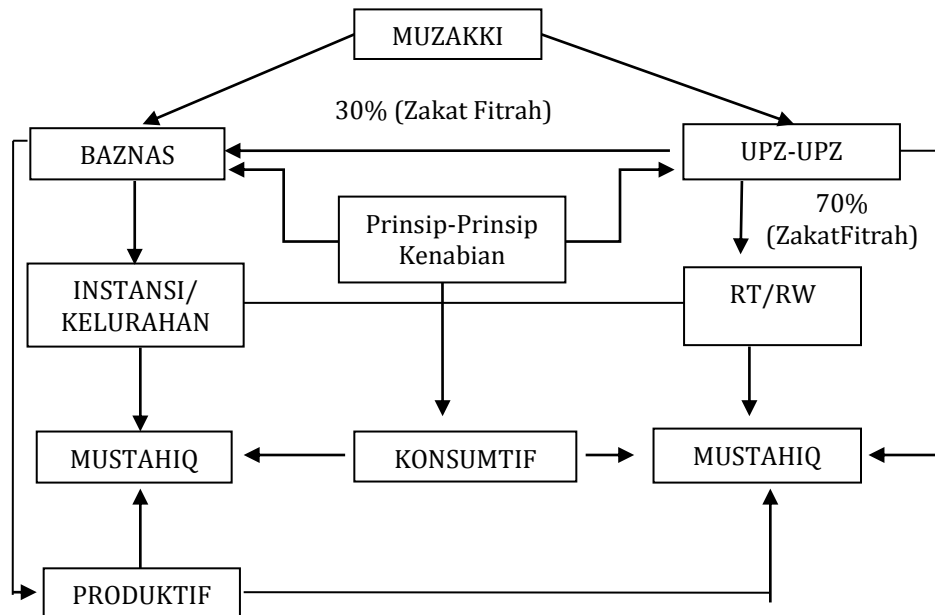 MUZAKKI
30% (Zakat Fitrah)
BAZNAS
UPZ-UPZ
70%
(ZakatFitrah)
Prinsip-Prinsip
Kenabian
INSTANSI/
KELURAHAN
RT/RW
MUSTAHIQ
KONSUMTIF
MUSTAHIQ
PRODUKTIF